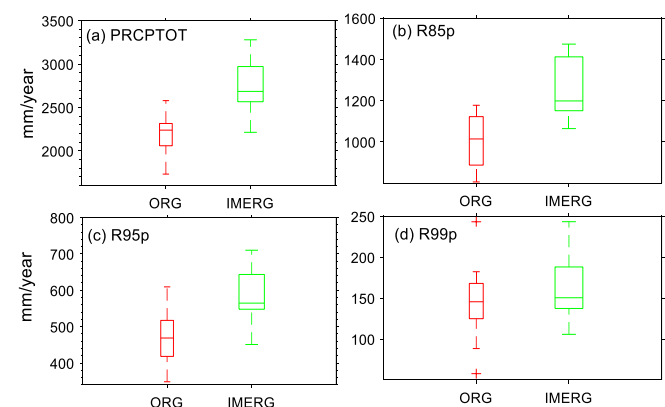 (a) PRCPTOT
3500
3000
2500
2000
mm/year
ORG IMERG
(b) R85p
1600
1400
1200
1000
ORG IMERG
(c) R95p
800
700
600
500
400
mm/year
ORG IMERG
(d) R99p
250
200
150
100
ORG IMERG